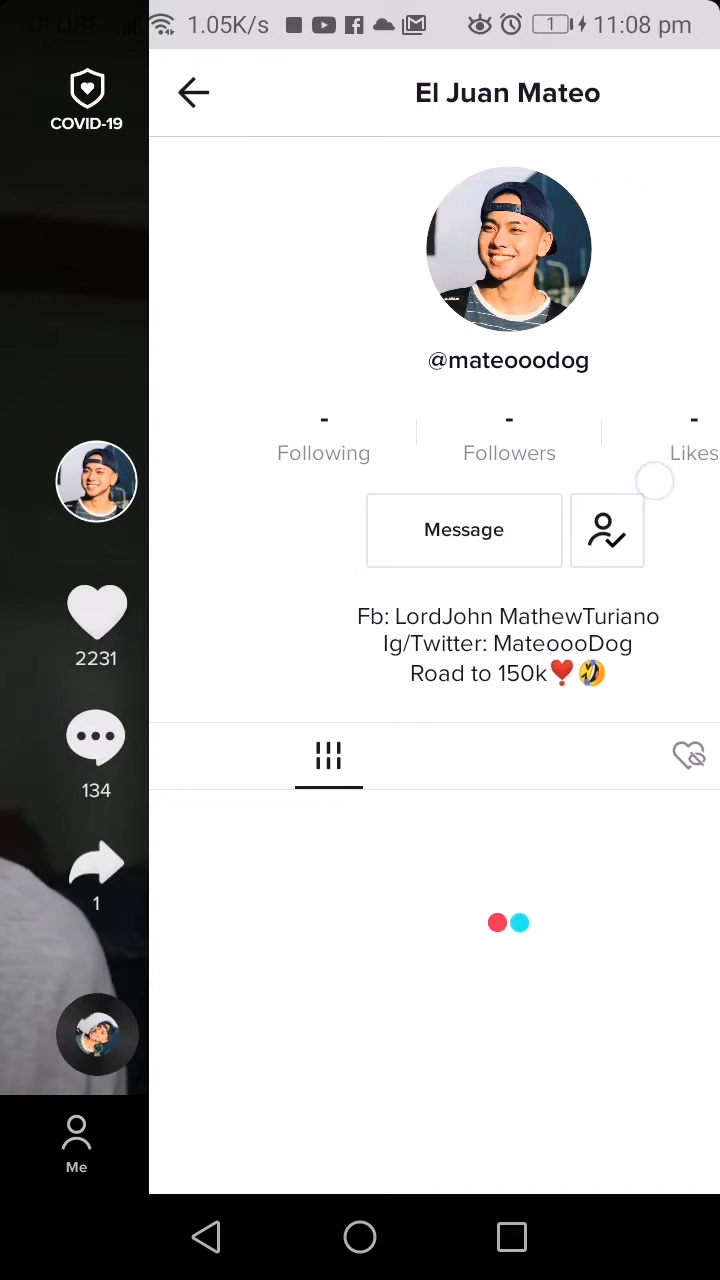 1.05K/s
1
11:08 pm
COVID-19
El Juan Mateo
@mateooodog
- - -
Following Followers Likes
Message
Fb: LordJohn MathewTuriano
Ig/Twitter: MateoooDog
Road to 150k❣️🤣
2231
134
1
Me